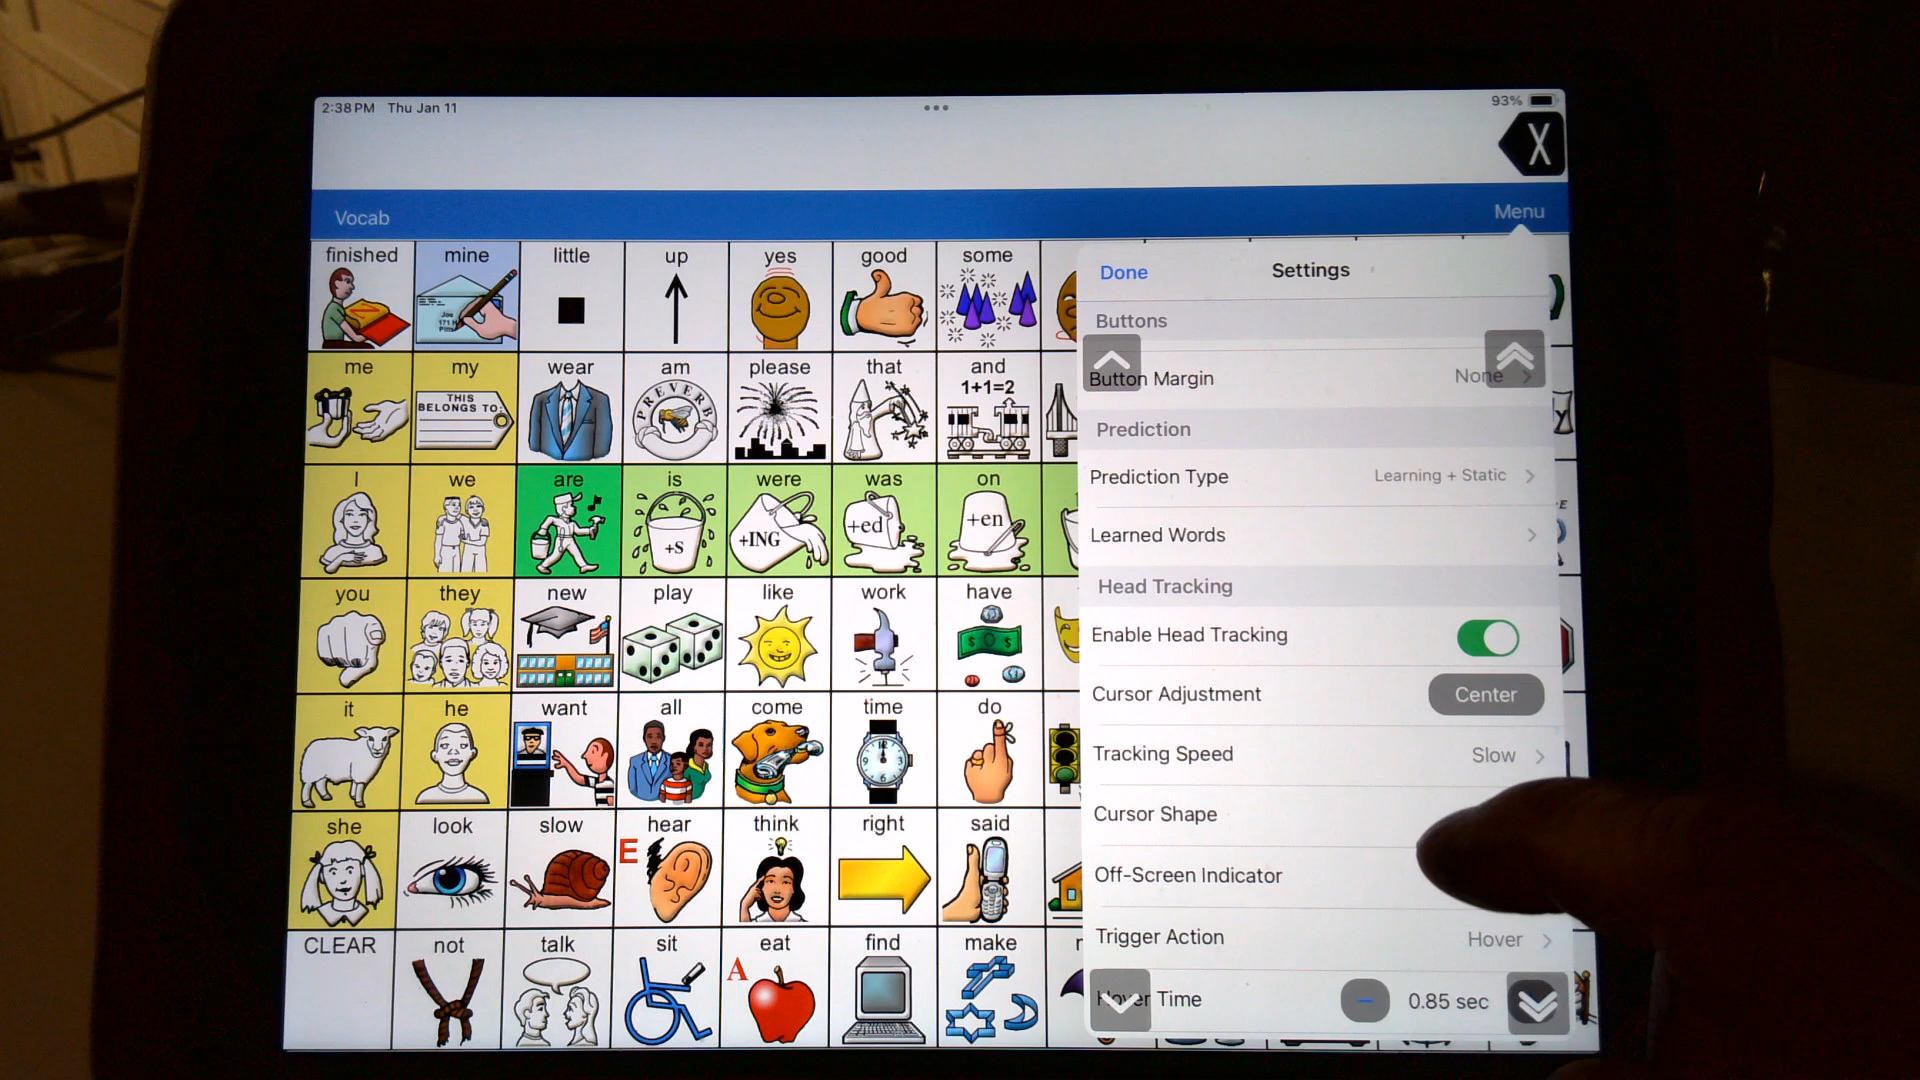 2:38 PM Thu Jan 11
93%
X
Vocab
Menu
finished mine little up yes good some
Joe
171 H
me my wear am please that and
THIS
BELONGS TO:
PREVERB
1+1=2
I we are is were was on
+S
+ING
+ed
+en
you they new play like work have
it he want all come time do
she look slow hear think right said
E
CLEAR not talk sit eat find make
A
Done
Settings
Buttons
Button Margin None
Prediction
Prediction Type Learning + Static
Learned Words
Head Tracking
Enable Head Tracking
Cursor Adjustment Center
Tracking Speed Slow
Cursor Shape
Off-Screen Indicator
Trigger Action Hover
Hover Time − 0.85 sec